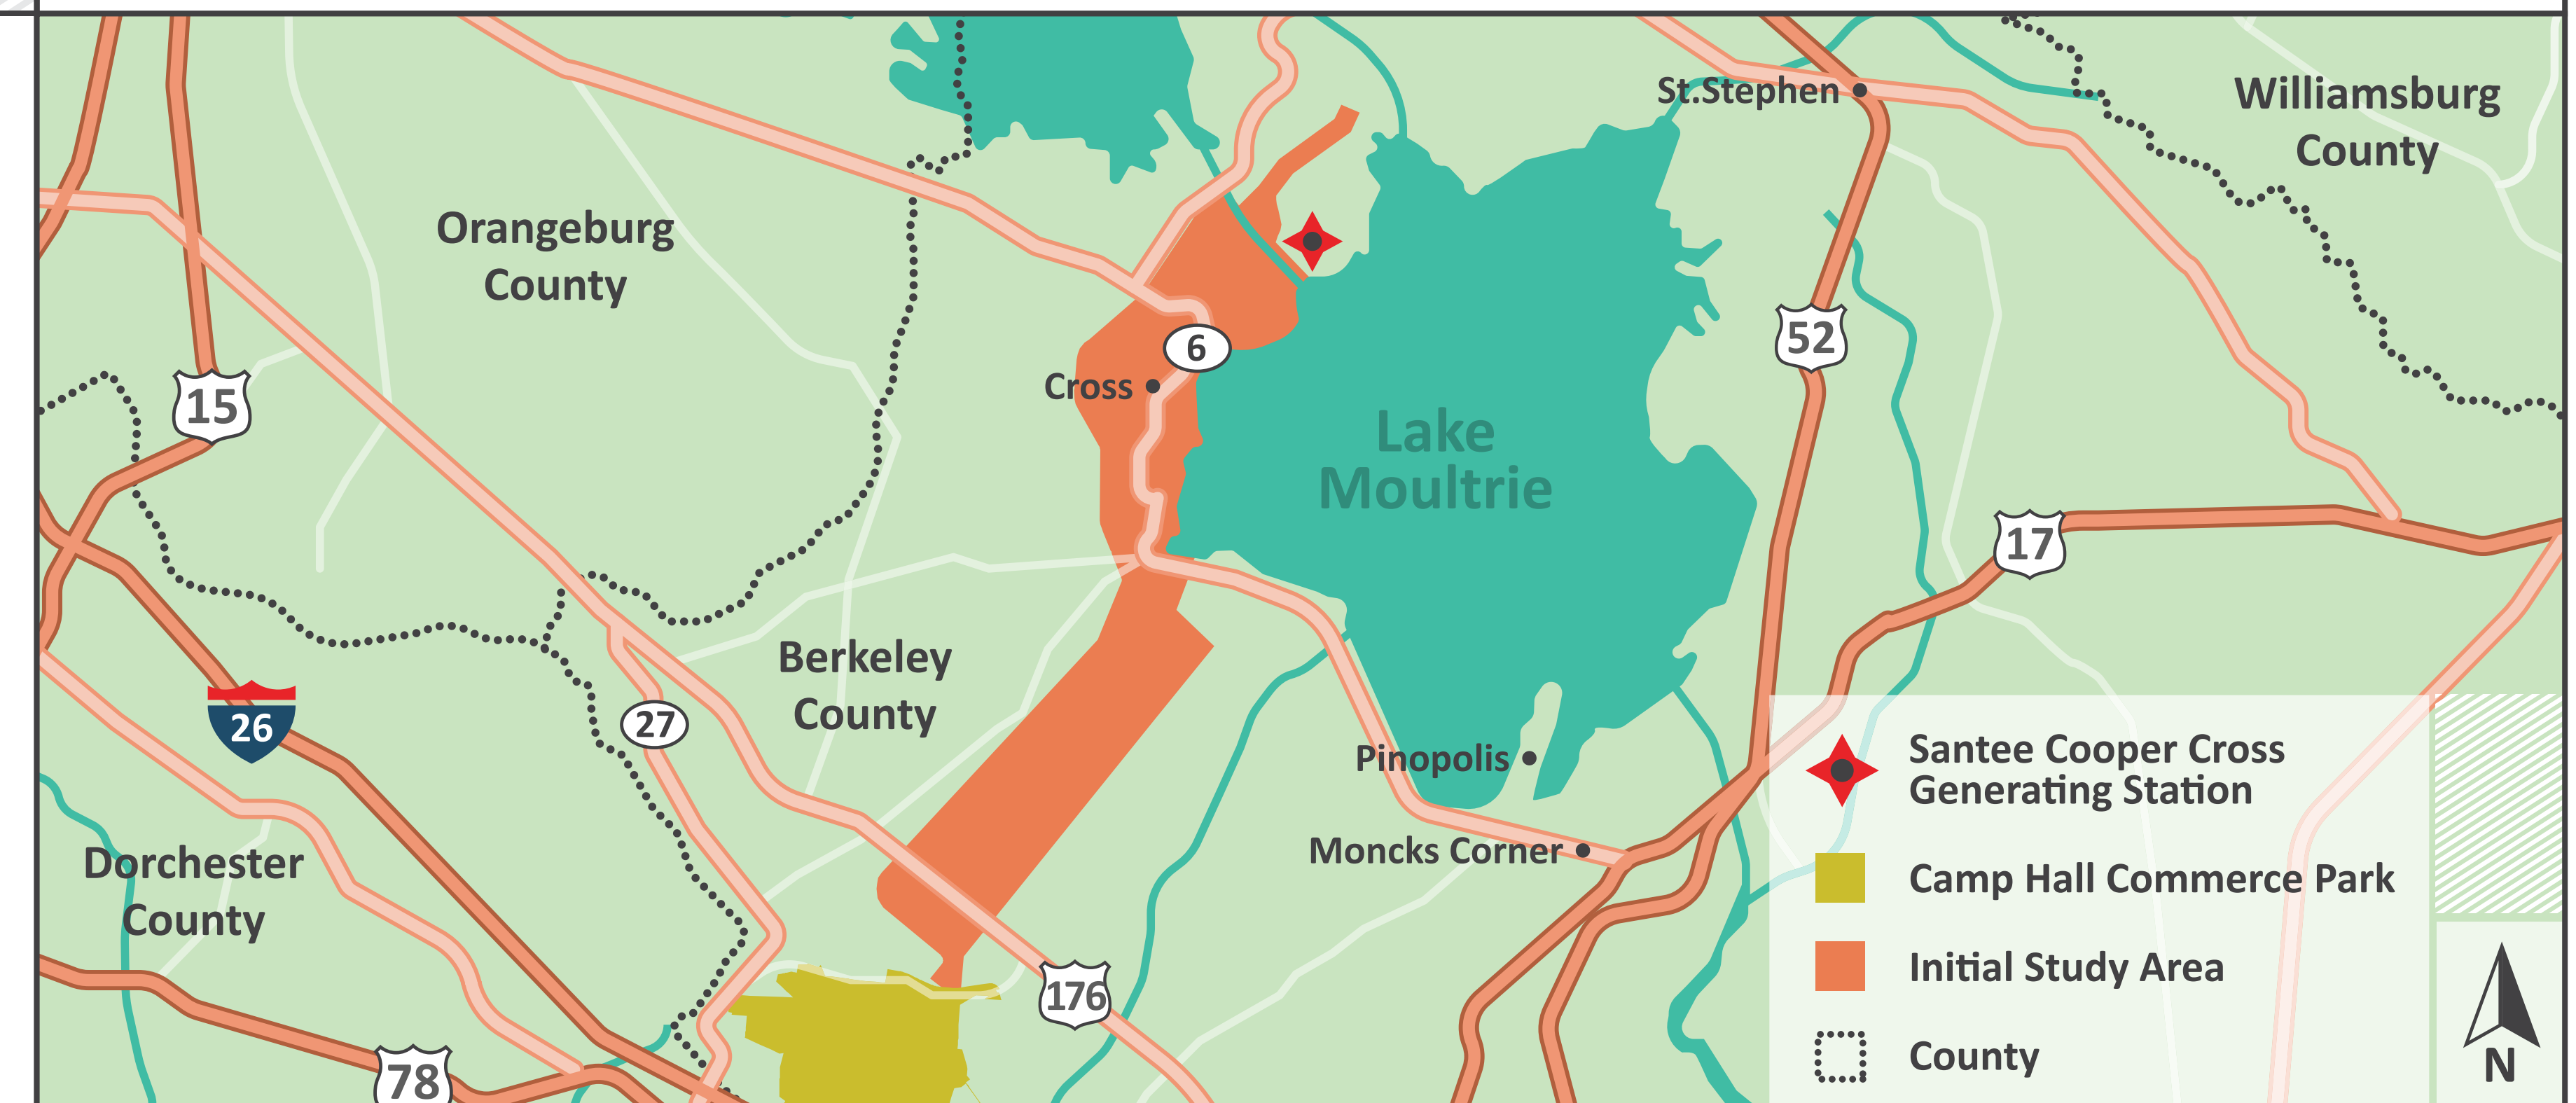 St.Stephen
Williamsburg
County
Orangeburg
County
52
6
Cross
15
Lake
Moultrie
17
Berkeley
County
27
26
Pinopolis
Moncks Corner
Dorchester
County
176
78
Santee Cooper Cross
Generating Station
Camp Hall Commerce Park
Initial Study Area
County
N